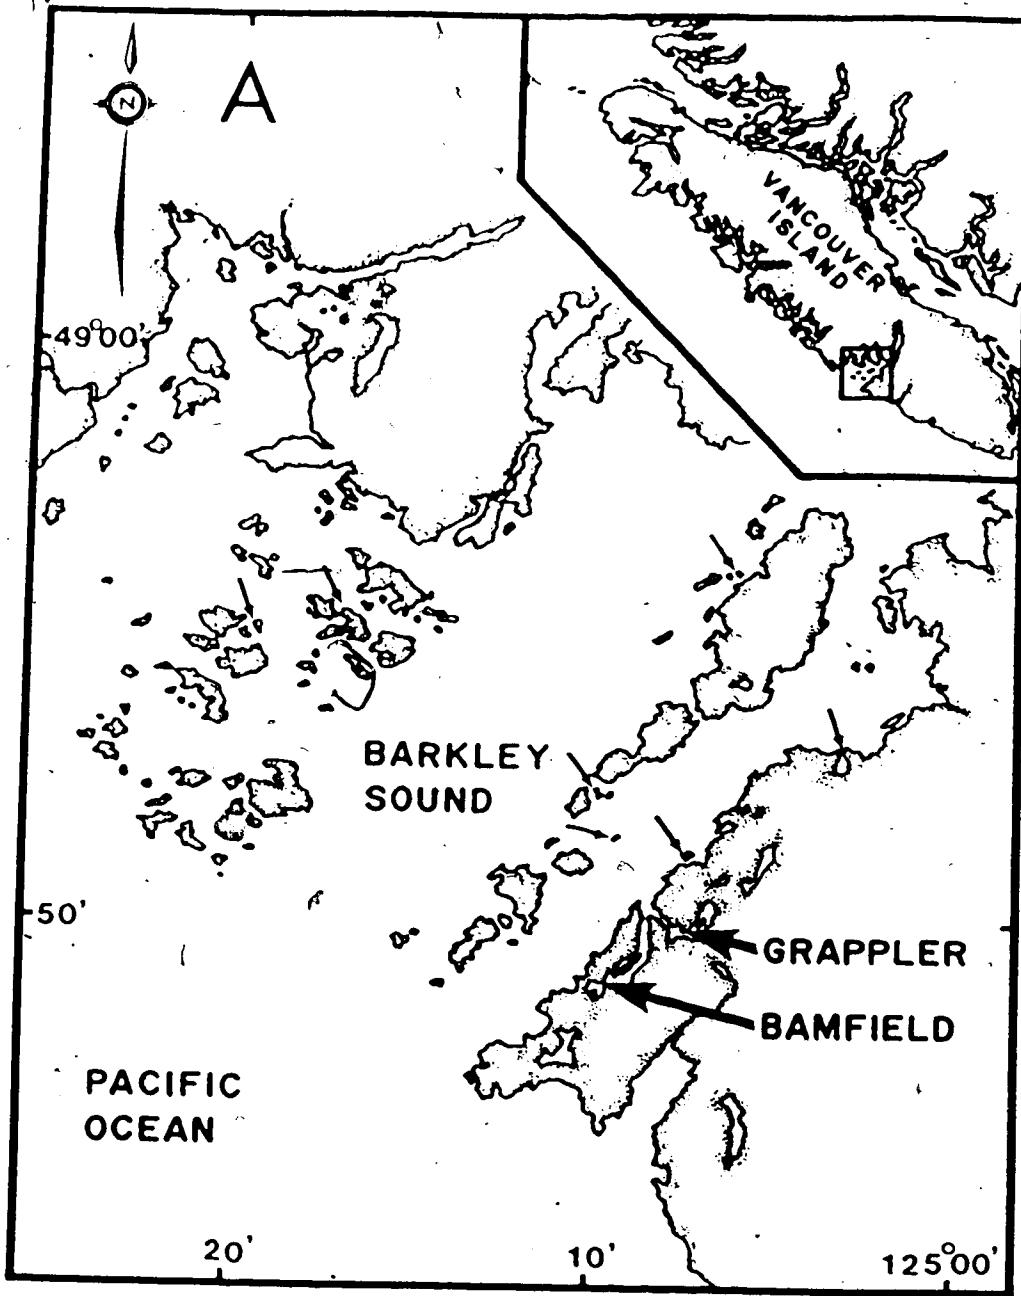 A
N
VANCOUVER
ISLAND
49°00'
BARKLEY
SOUND
50'
GRAPPLER
BAMFIELD
PACIFIC
OCEAN
20'
10'
125°00'